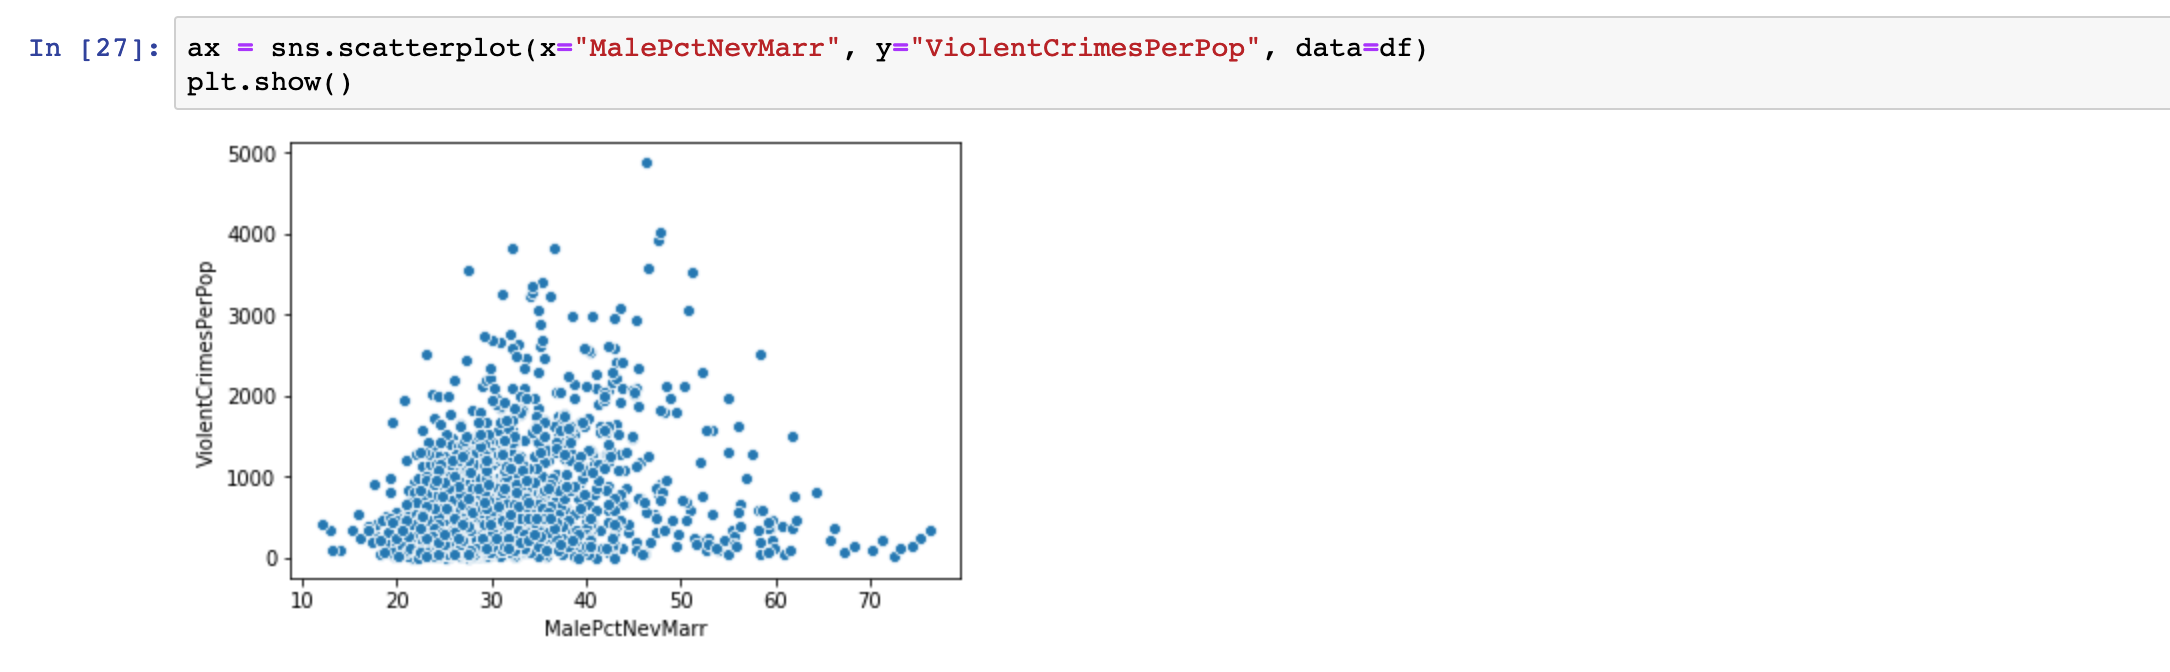 In [27]: ax = sns.scatterplot(x="MalePctNevMarr", y="ViolentCrimesPerPop", data=df)
plt.show()
5000
4000
3000
2000
1000
0
ViolentCrimesPerPop
10 20 30 40 50 60 70
MalePctNevMarr